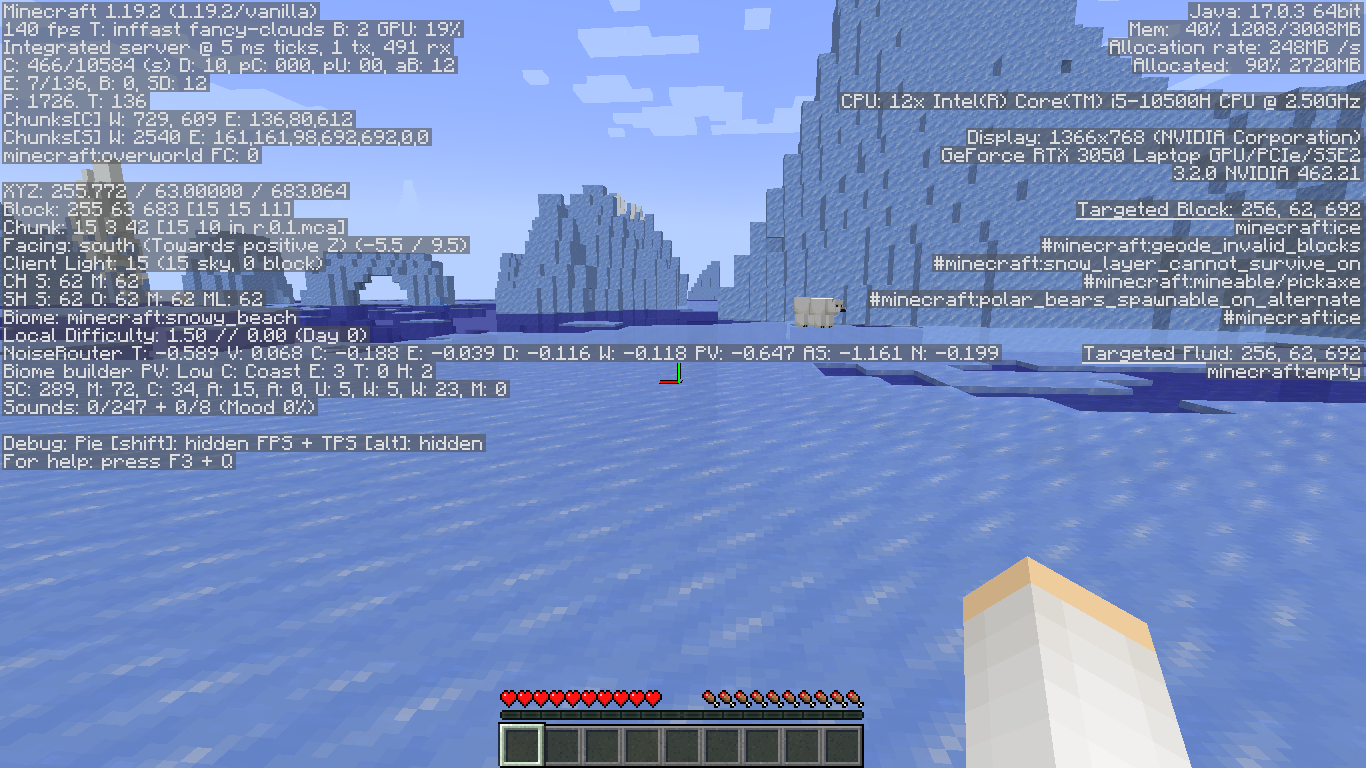 Minecraft 1.19.2 (1.19.2/vanilla)
140 fps T: inffast fancy-clouds B: 2 GPU: 19%
Integrated server @ 5 ms ticks, 1 tx, 491 rx
C: 466/10584 (s) D: 10, pC: 000, pU: 00, aB: 12
E: 7/136, B: 0, SD: 12
P: 1726. T: 136
Chunks[C] W: 729, 609 E: 136,80,612
Chunks[S] W: 2540 E: 161,161,98,692,692,0,0
minecraft:overworld FC: 0
XYZ: 255.772 / 63.00000 / 683.064
Block: 255 63 683 [15 15 11]
Chunk: 15 3 42 [15 10 in r.0.1.mca]
Facing: south (Towards positive Z) (-5.5 / 9.5)
Client Light: 15 (15 sky, 0 block)
CH S: 62 M: 62
SH S: 62 O: 62 M: 62 ML: 62
Biome: minecraft:snowy_beach
Local Difficulty: 1.50 // 0.00 (Day 0)
NoiseRouter T: -0.589 V: 0.068 C: -0.188 E: -0.039 D: -0.116 W: -0.118 PV: -0.647 AS: -1.161 N: -0.199
Biome builder PV: Low C: Coast E: 3 T: 0 H: 2
SC: 289, M: 72, C: 34, A: 15, A: 0, U: 5, W: 5, W: 23, M: 0
Sounds: 0/247 + 0/8 (Mood 0%)
Debug: Pie [shift]: hidden FPS + TPS [alt]: hidden
For help: press F3 + Q
Java: 17.0.3 64bit
Mem: 40% 1208/3008MB
Allocation rate: 248MB /s
Allocated: 90% 2720MB
CPU: 12x Intel(R) Core(TM) i5-10500H CPU @ 2.50GHz
Display: 1366x768 (NVIDIA Corporation)
GeForce RTX 3050 Laptop GPU/PCIe/SSE2
3.2.0 NVIDIA 462.21
Targeted Block: 256, 62, 692
minecraft:ice
#minecraft:geode_invalid_blocks
#minecraft:snow_layer_cannot_survive_on
#minecraft:mineable/pickaxe
#minecraft:polar_bears_spawnable_on_alternate
#minecraft:ice
Targeted Fluid: 256, 62, 692
minecraft:empty